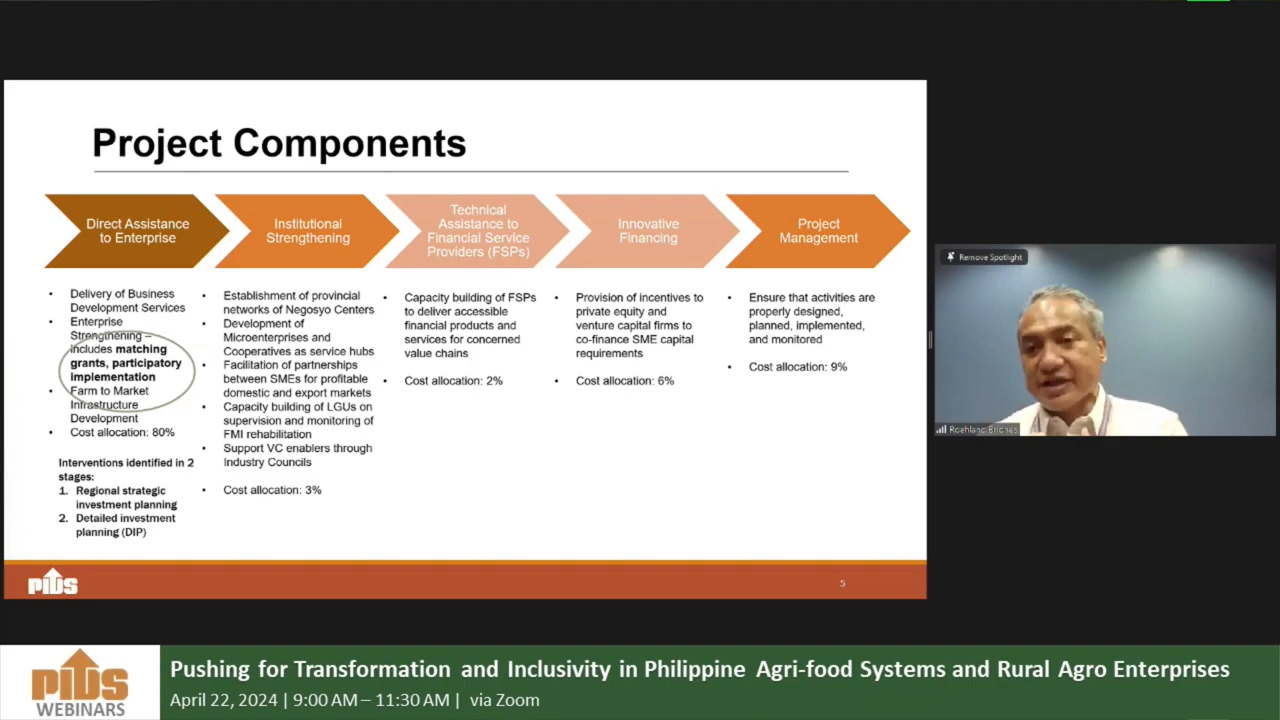 Project Components
Direct Assistance
to Enterprise
Institutional
Strengthening
Technical
Assistance to
Financial Service
Providers (FSPs)
Innovative
Financing
Project
Management
• Delivery of Business
Development Services
• Enterprise
Strengthening –
includes matching
grants, participatory
implementation
• Farm to Market
Infrastructure
Development
• Cost allocation: 80%
Interventions identified in 2
stages:
1. Regional strategic
investment planning
2. Detailed investment
planning (DIP)
• Establishment of provincial
networks of Negosyo Centers
• Development of
Microenterprises and
Cooperatives as service hubs
• Facilitation of partnerships
between SMEs for profitable
domestic and export markets
• Capacity building of LGUs on
supervision and monitoring of
FMI rehabilitation
• Support VC enablers through
Industry Councils
• Cost allocation: 3%
• Capacity building of FSPs
to deliver accessible
financial products and
services for concerned
value chains
• Cost allocation: 2%
• Provision of incentives to
private equity and
venture capital firms to
co-finance SME capital
requirements
• Cost allocation: 6%
• Ensure that activities are
properly designed,
planned, implemented,
and monitored
• Cost allocation: 9%
pids
5
Remove Spotlight
Roehlano Briones
pids
WEBINARS
Pushing for Transformation and Inclusivity in Philippine Agri-food Systems and Rural Agro Enterprises
April 22, 2024 | 9:00 AM – 11:30 AM | via Zoom